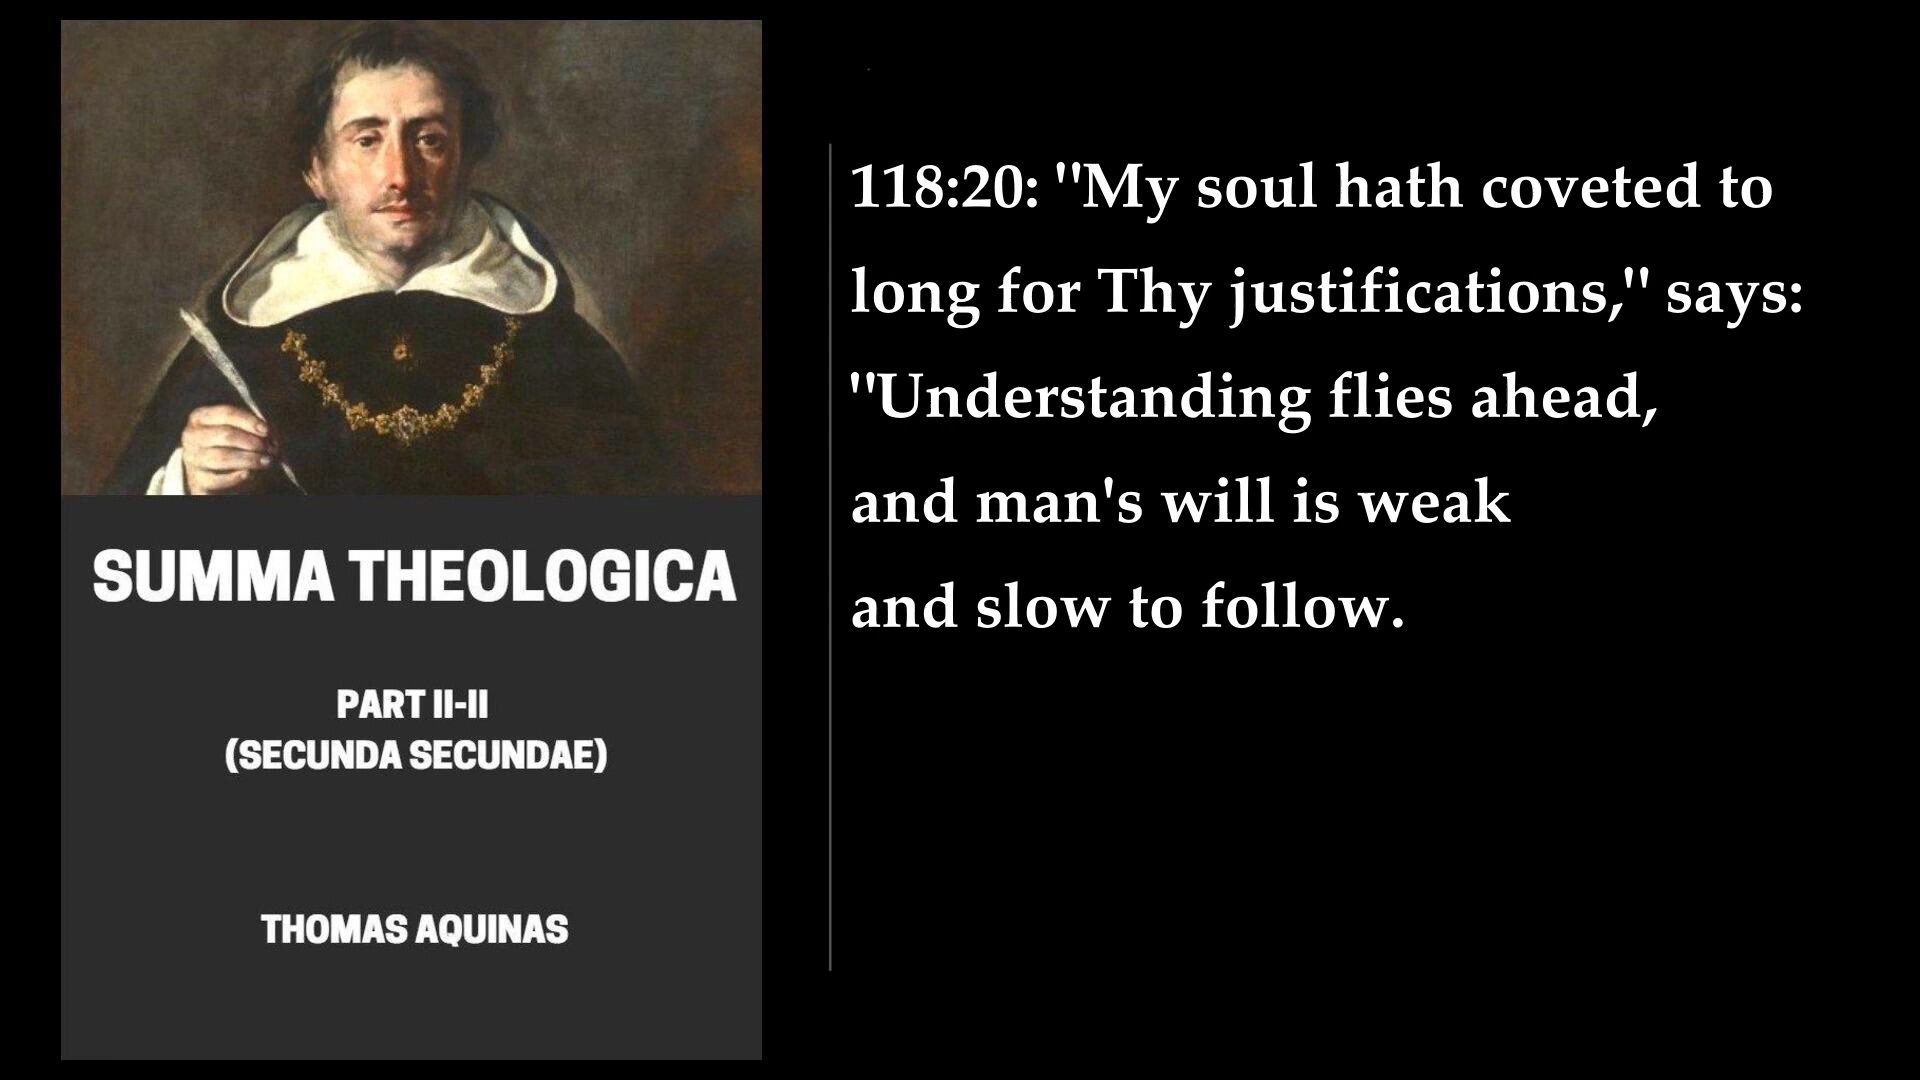 SUMMA THEOLOGICA
PART II-II
(SECUNDA SECUNDAE)
THOMAS AQUINAS
118:20: "My soul hath coveted to
long for Thy justifications," says:
"Understanding flies ahead,
and man's will is weak
and slow to follow.